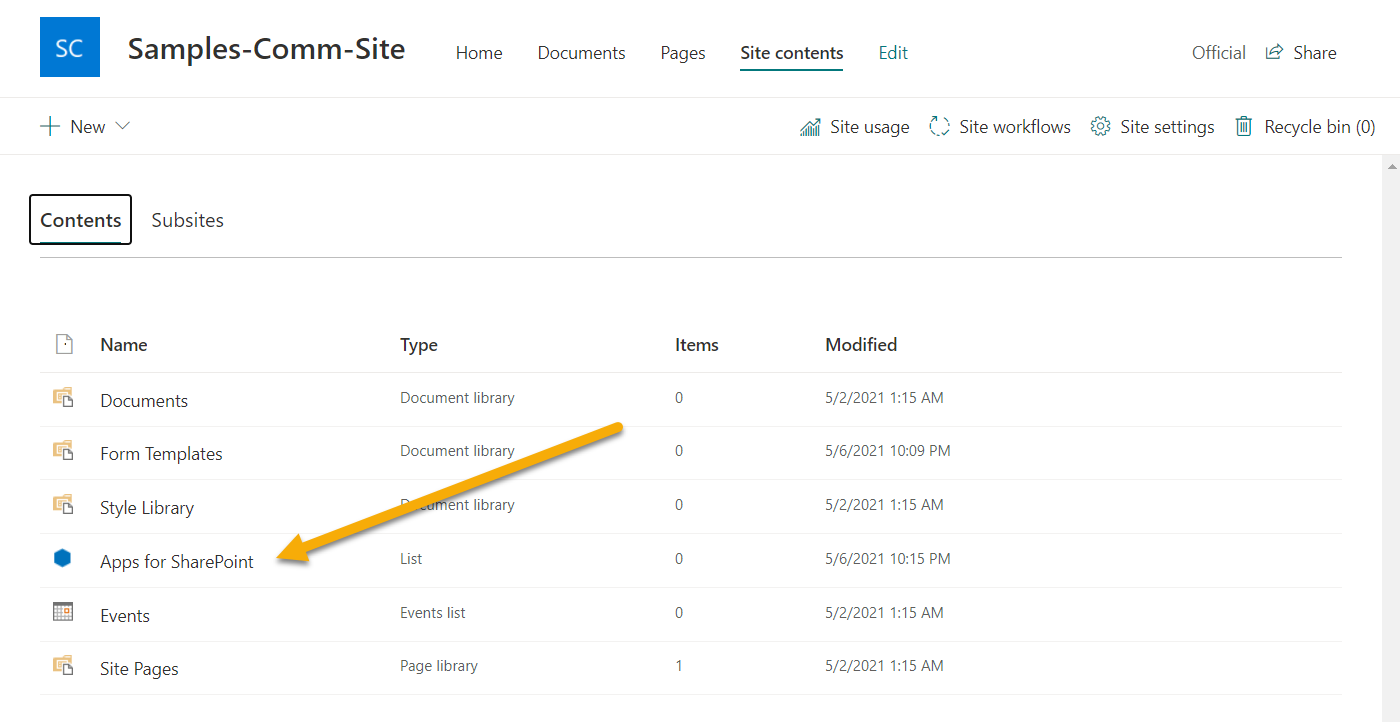 SC Samples-Comm-Site Home Documents Pages Site contents Edit Official Share
New Site usage Site workflows Site settings Recycle bin (0)
Contents Subsites
Name Type Items Modified
Documents Document library 0 5/2/2021 1:15 AM
Form Templates Document library 0 5/6/2021 10:09 PM
Style Library Document library 0 5/2/2021 1:15 AM
Apps for SharePoint List 0 5/6/2021 10:15 PM
Events Events list 0 5/2/2021 1:15 AM
Site Pages Page library 1 5/2/2021 1:15 AM